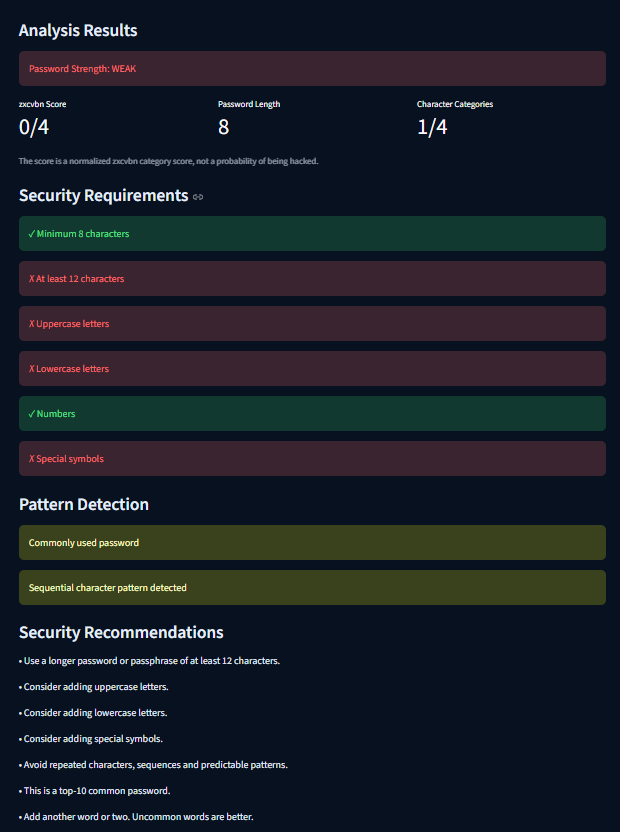 Analysis Results
Password Strength: WEAK
zxcvbn Score
Password Length
Character Categories
0/4
8
1/4
The score is a normalized zxcvbn category score, not a probability of being hacked.
Security Requirements
✓ Minimum 8 characters
✗ At least 12 characters
✗ Uppercase letters
✗ Lowercase letters
✓ Numbers
✗ Special symbols
Pattern Detection
Commonly used password
Sequential character pattern detected
Security Recommendations
• Use a longer password or passphrase of at least 12 characters.
• Consider adding uppercase letters.
• Consider adding lowercase letters.
• Consider adding special symbols.
• Avoid repeated characters, sequences and predictable patterns.
• This is a top-10 common password.
• Add another word or two. Uncommon words are better.